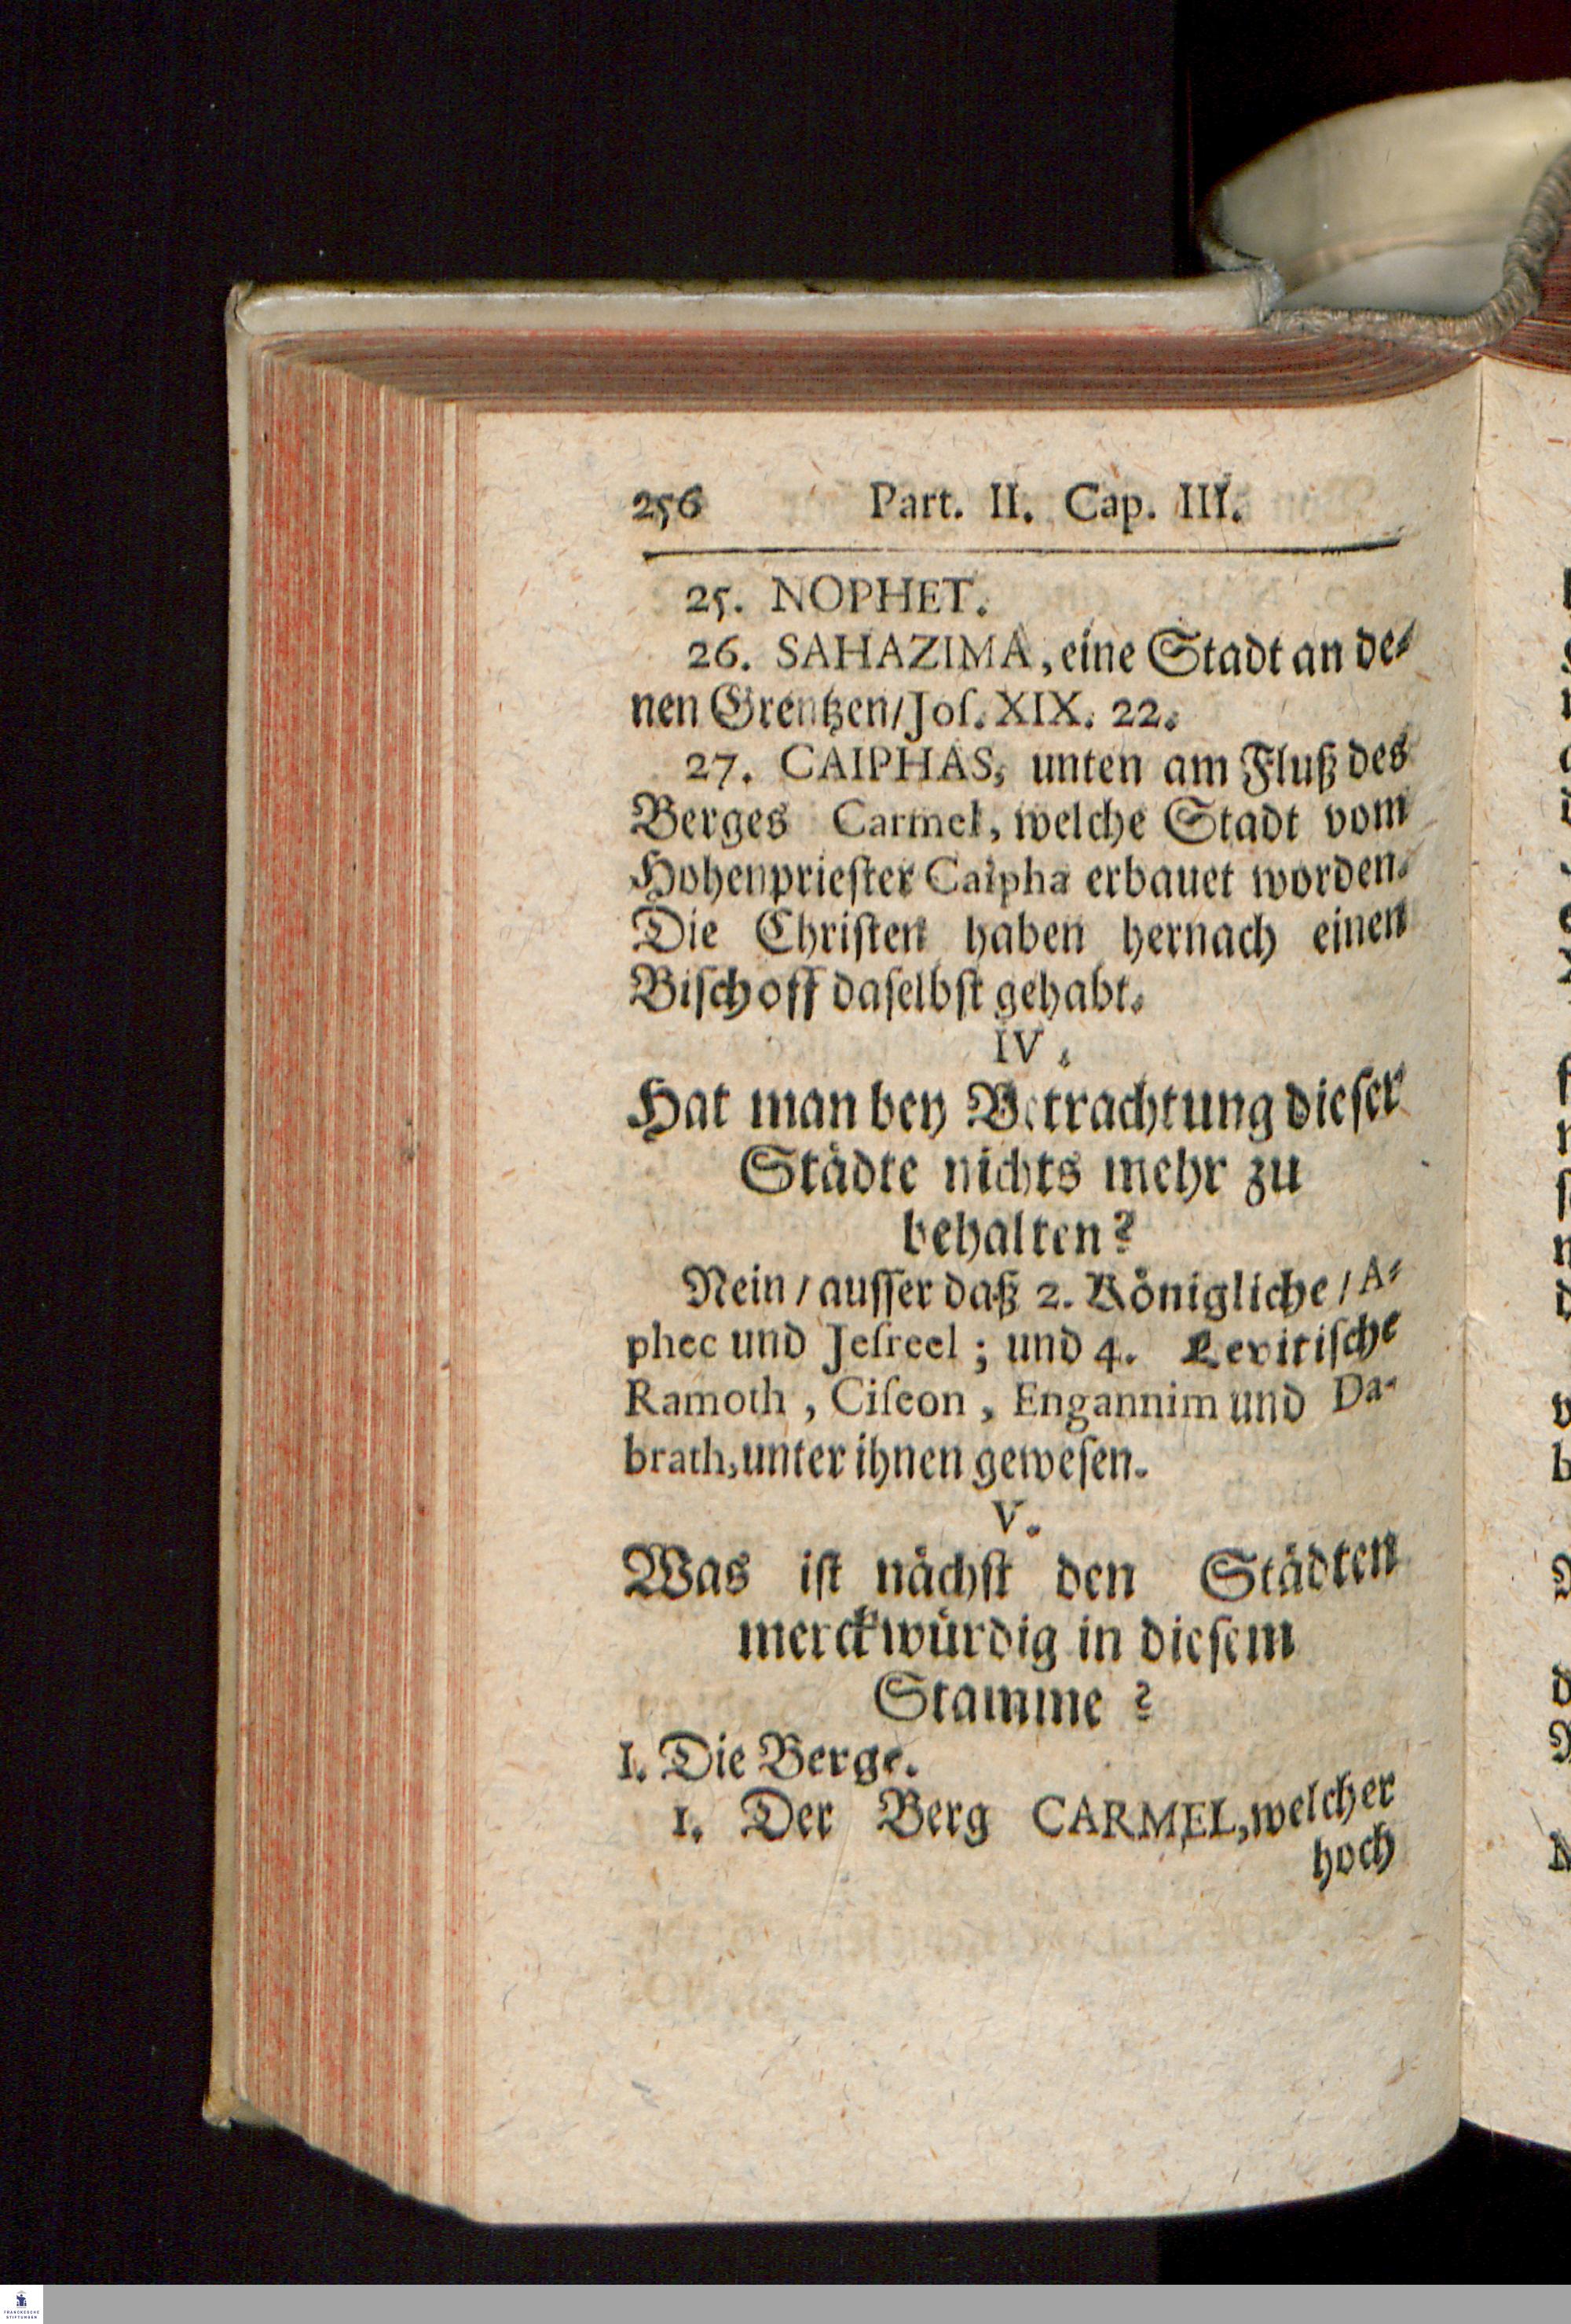 256 Part. II. Cap. III.
25. NOPHET.
26. SAHAZIMA, eine Stadt an de⸗
nen Grentzen/Joſ. XIX. 22.
27. CAIPHAS, unten am Fluß des
Berges Carmel, welche Stadt vom
Hohenprieſter Caipha erbauet worden.
Die Chriſten haben hernach einen
Biſchoff daſelbſt gehabt.
IV.
Hat man bey Betrachtung dieſer
Städte nichts mehr zu
behalten?
Nein / auſſer daß 2. Königliche / A⸗
phec und Jeſreel; und 4. Levitiſche
Ramoth, Ciſeon, Engannim und Da-
brath, unter ihnen geweſen.
V.
Was iſt nächſt den Städten
merckwürdig in dieſem
Stamme?
I. Die Berge.
1. Der Berg CARMEL, welcher
hoch
FRANCKESCHE
STIFTUNGEN